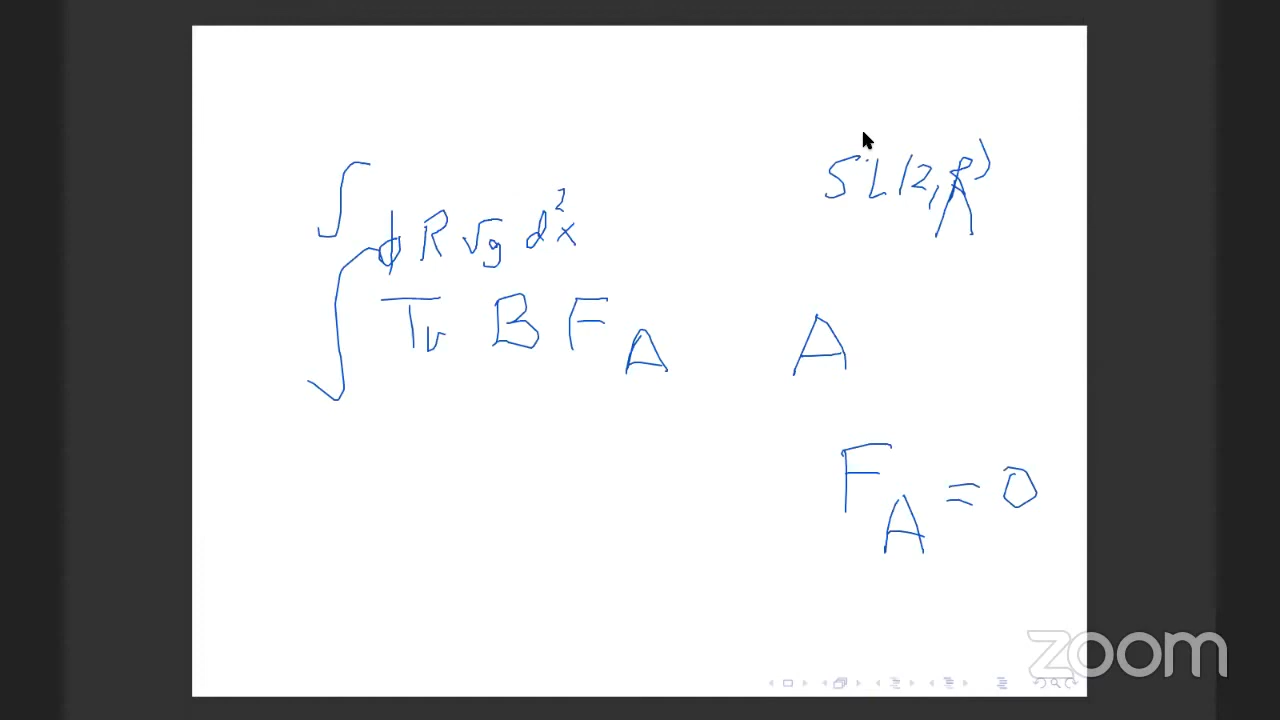 ∫ ϕ R √g d²x
SL(2,R)
∫ Tr B F_A
A
F_A = 0
zoom